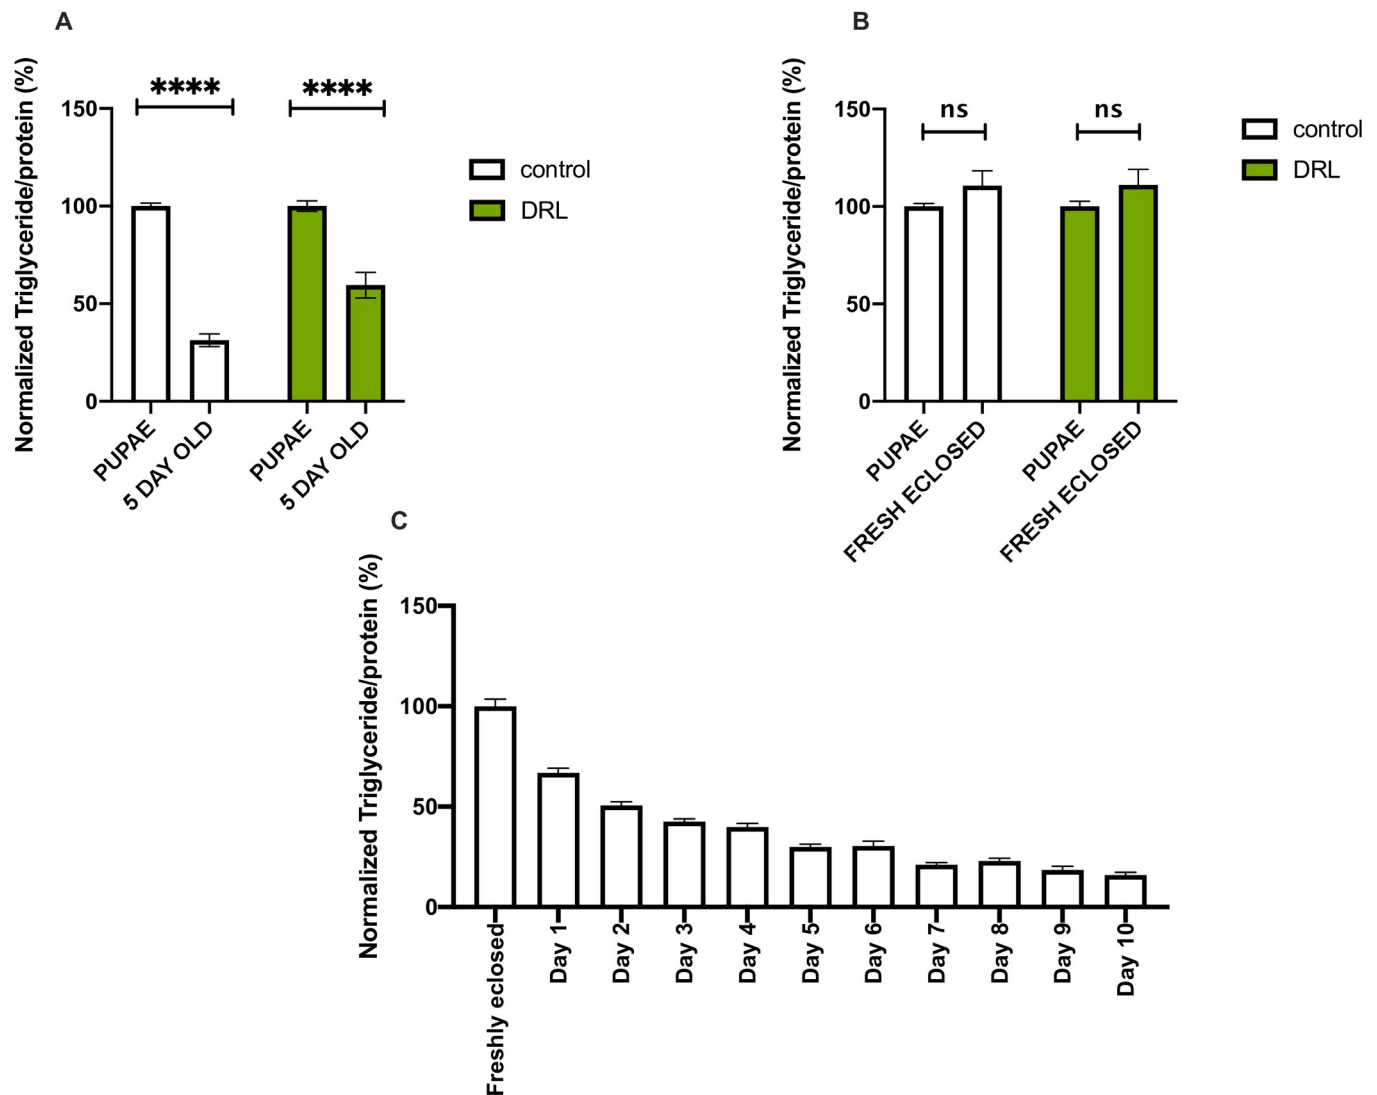 A
Normalized Triglyceride/protein (%)
150
100
50
0
****
****
PUPAE
5 DAY OLD
PUPAE
5 DAY OLD
control
DRL
B
Normalized Triglyceride/protein (%)
150
100
50
0
ns
ns
PUPAE
FRESH ECLOSED
PUPAE
FRESH ECLOSED
control
DRL
C
Normalized Triglyceride/protein (%)
150
100
50
0
Freshly eclosed
Day 1
Day 2
Day 3
Day 4
Day 5
Day 6
Day 7
Day 8
Day 9
Day 10